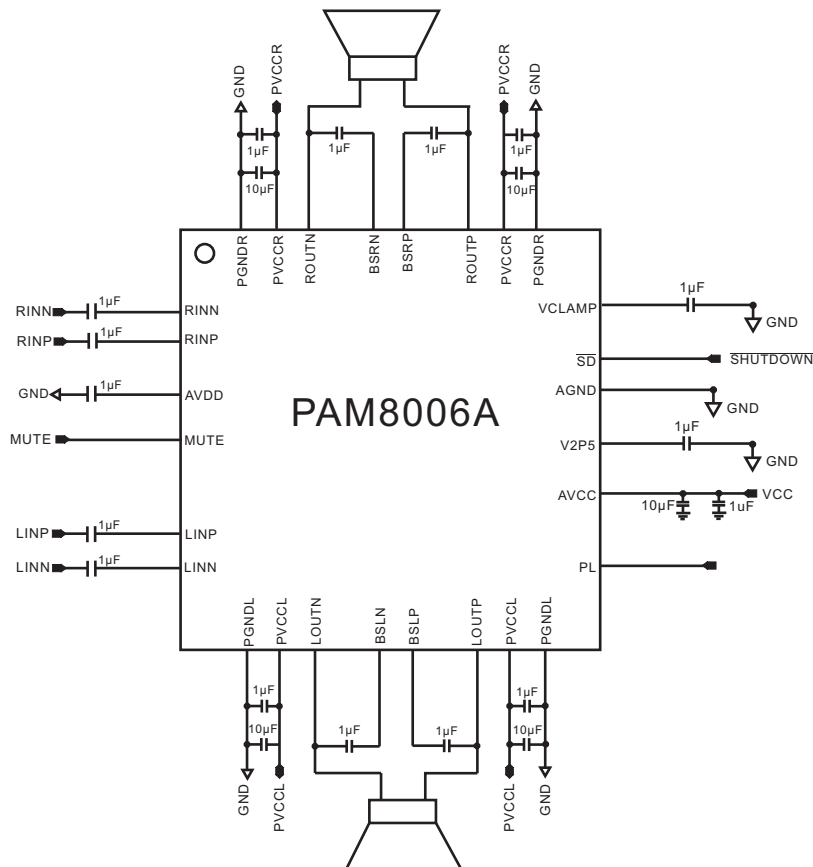 GND
PVCCR
PVCCR
GND
1µF
10µF
1µF
1µF
1µF
10µF
PGNDR
PVCCR
ROUTN
BSRN
BSRP
ROUTP
PVCCR
PGNDR
RINN
1µF
RINN
VCLAMP
1µF
GND
RINP
1µF
RINP
SD
SHUTDOWN
GND
1µF
AVDD
AGND
GND
PAM8006A
MUTE
MUTE
V2P5
1µF
GND
AVCC
10µF
1uF
VCC
LINP
1µF
LINP
LINN
1µF
LINN
PL
PGNDL
PVCCL
LOUTN
BSLN
BSLP
LOUTP
PVCCL
PGNDL
1µF
10µF
1µF
1µF
1µF
10µF
GND
PVCCL
PVCCL
GND